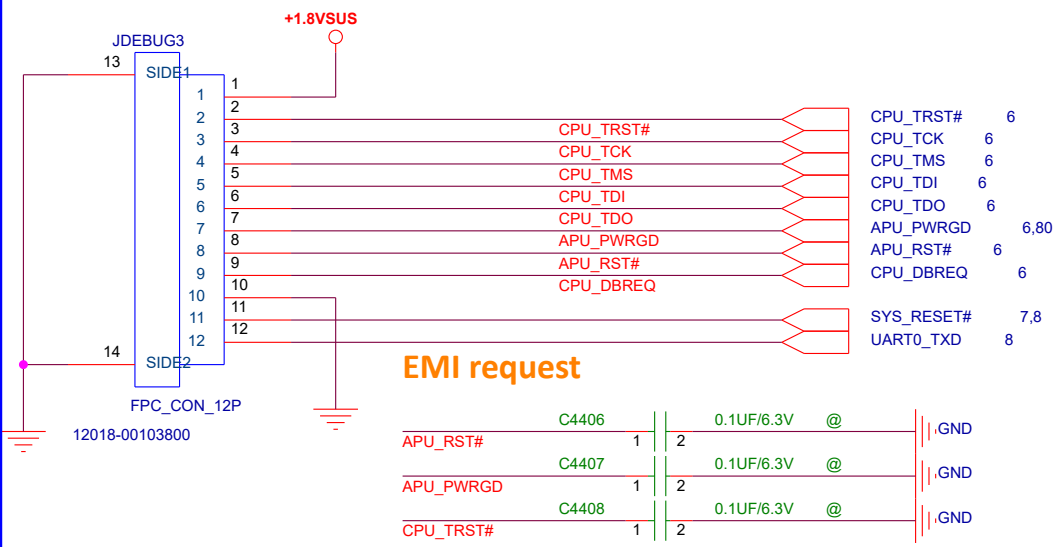 +1.8VSUS
JDEBUG3
13
SIDE1
1 1
2 2
3 3
4 4
5 5
6 6
7 7
8 8
9 9
10 10
11 11
12 12
14
SIDE2
FPC_CON_12P
12018-00103800
CPU_TRST#
CPU_TCK
CPU_TMS
CPU_TDI
CPU_TDO
APU_PWRGD
APU_RST#
CPU_DBREQ
CPU_TRST# 6
CPU_TCK 6
CPU_TMS 6
CPU_TDI 6
CPU_TDO 6
APU_PWRGD 6,80
APU_RST# 6
CPU_DBREQ 6
SYS_RESET# 7,8
UART0_TXD 8
EMI request
C4406 0.1UF/6.3V @
APU_RST# 1 2 GND
C4407 0.1UF/6.3V @
APU_PWRGD 1 2 GND
C4408 0.1UF/6.3V @
CPU_TRST# 1 2 GND